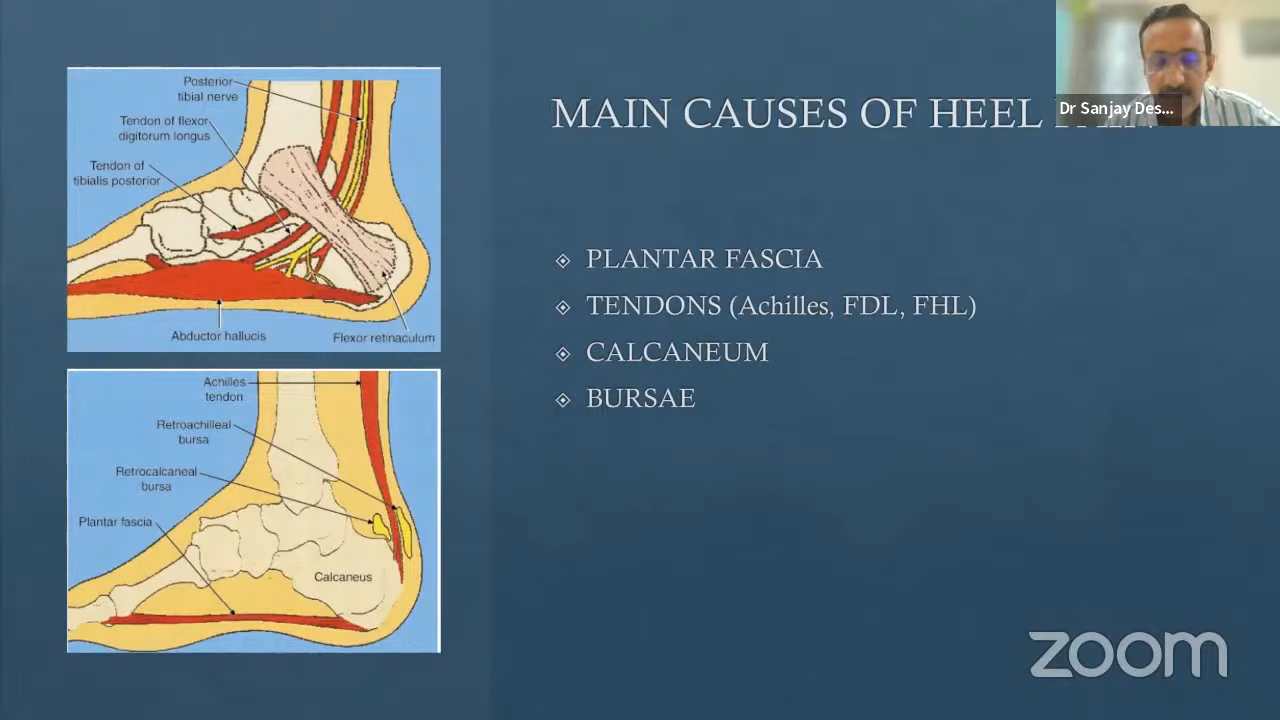 Posterior
tibial nerve
Tendon of flexor
digitorum longus
Tendon of
tibialis posterior
Abductor hallucis
Flexor retinaculum
Achilles
tendon
Retroachilleal
bursa
Retrocalcaneal
bursa
Plantar fascia
Calcaneus
MAIN CAUSES OF HEEL
Dr Sanjay Des...
PLANTAR FASCIA
TENDONS (Achilles, FDL, FHL)
CALCANEUM
BURSAE
zoom